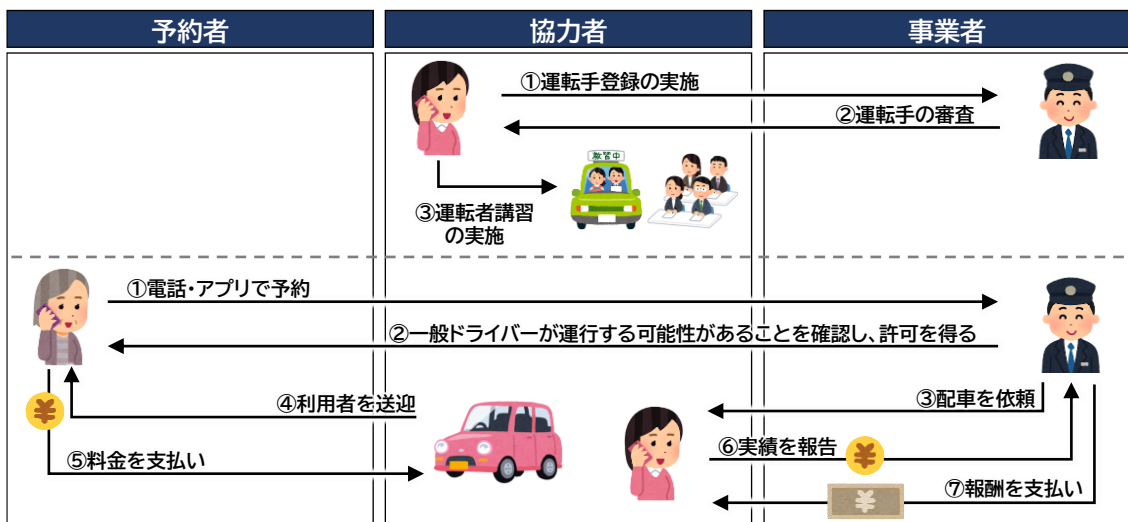 予約者
協力者
事業者
①運転手登録の実施
②運転手の審査
教習中
③運転者講習
の実施
①電話・アプリで予約
②一般ドライバーが運行する可能性があることを確認し、許可を得る
③配車を依頼
④利用者を送迎
¥
⑥実績を報告
¥
⑤料金を支払い
⑦報酬を支払い
¥